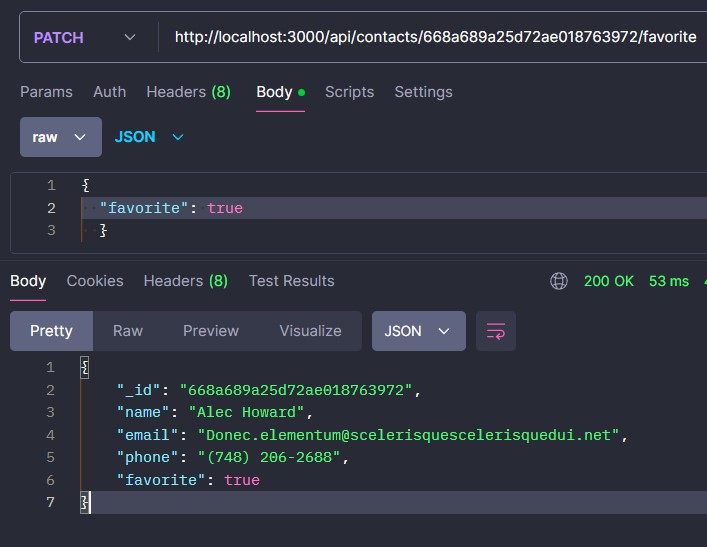 PATCH http://localhost:3000/api/contacts/668a689a25d72ae018763972/favorite
Params Auth Headers (8) Body Scripts Settings
raw JSON
1 {
2 "favorite": true
3 }
Body Cookies Headers (8) Test Results 200 OK 53 ms
Pretty Raw Preview Visualize JSON
1 {
2 "_id": "668a689a25d72ae018763972",
3 "name": "Alec Howard",
4 "email": "Donec.elementum@scelerisquescelerisquedui.net",
5 "phone": "(748) 206-2688",
6 "favorite": true
7 }